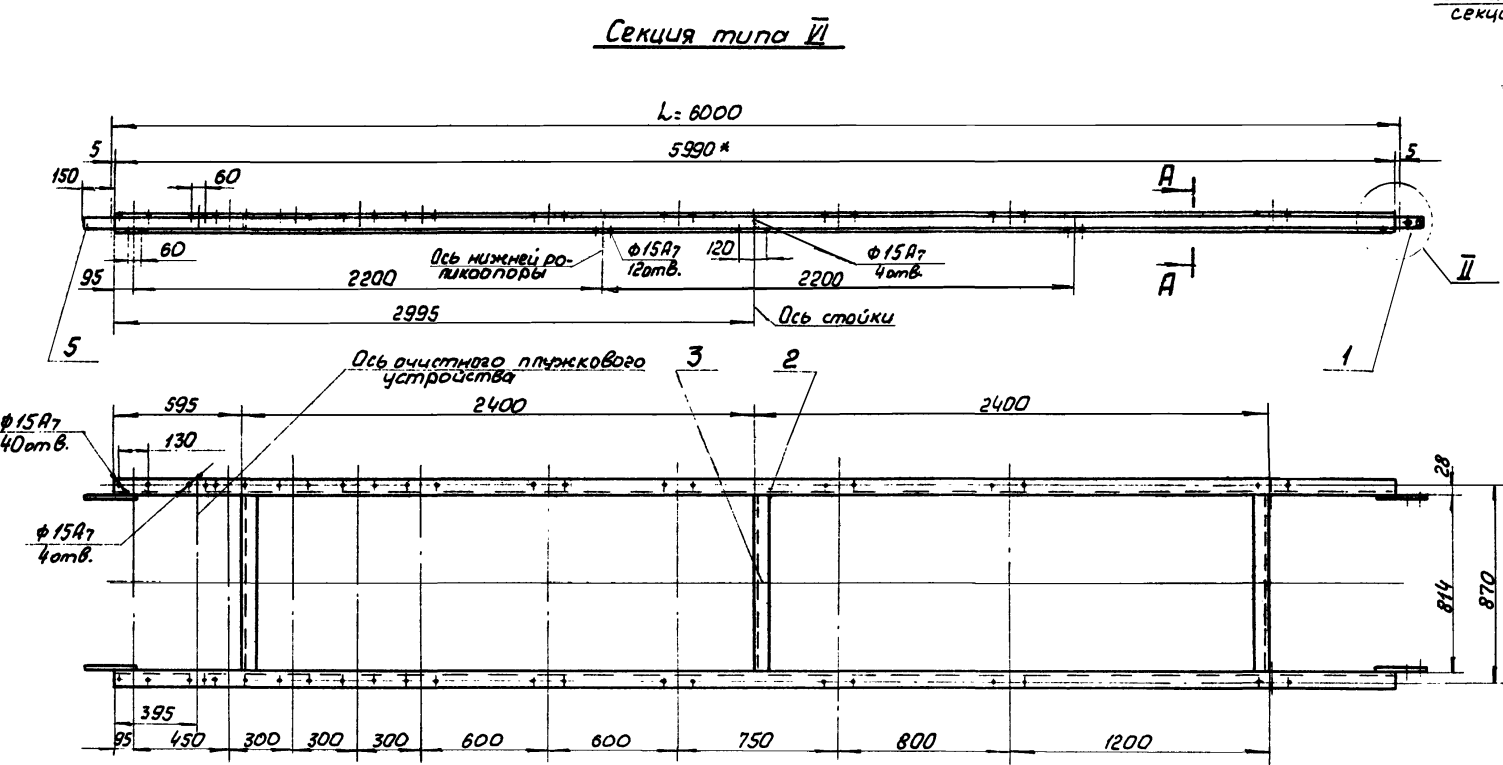 секц
Секция типа VI
L=6000
5 5990* 5
150 60 А
60 Ось нижней ро-
ликоопоры ф15А7
12отв. 120 ф15А7
4отв. II
95 2200 2200 А
2995 Ось стойки
5 Ось очистного плужкового
устройства 3 2 1
595 2400 2400
ф15А7
40отв. 130
28
ф15А7
4отв.
814 870
395
95 450 300 300 300 600 600 750 800 1200